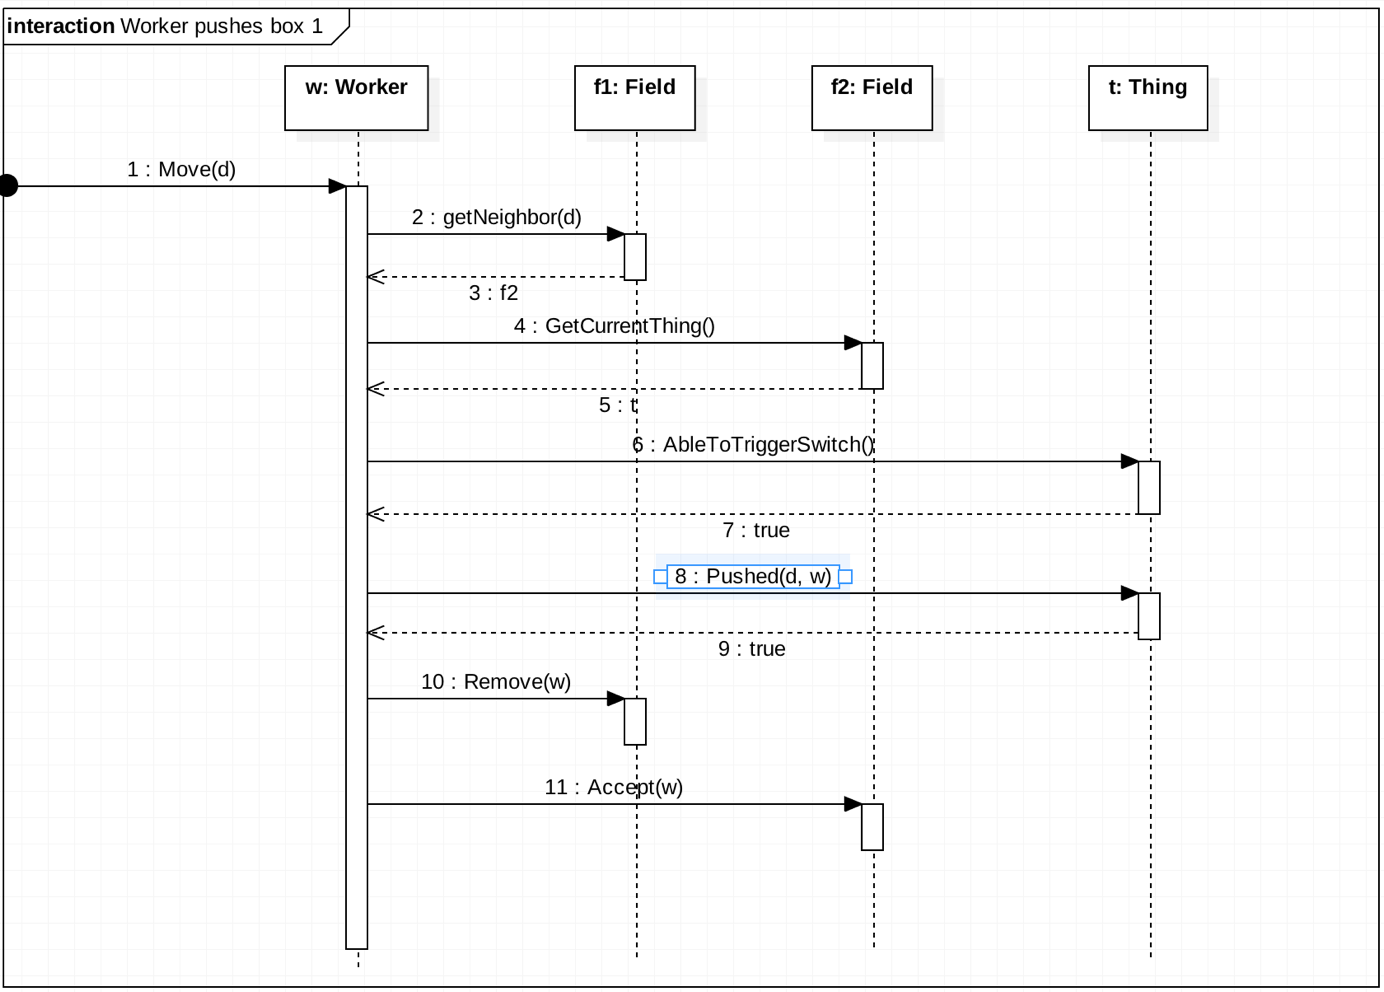 interaction Worker pushes box 1
w: Worker
f1: Field
f2: Field
t: Thing
1 : Move(d)
2 : getNeighbor(d)
3 : f2
4 : GetCurrentThing()
5 : t
6 : AbleToTriggerSwitch()
7 : true
8 : Pushed(d, w)
9 : true
10 : Remove(w)
11 : Accept(w)